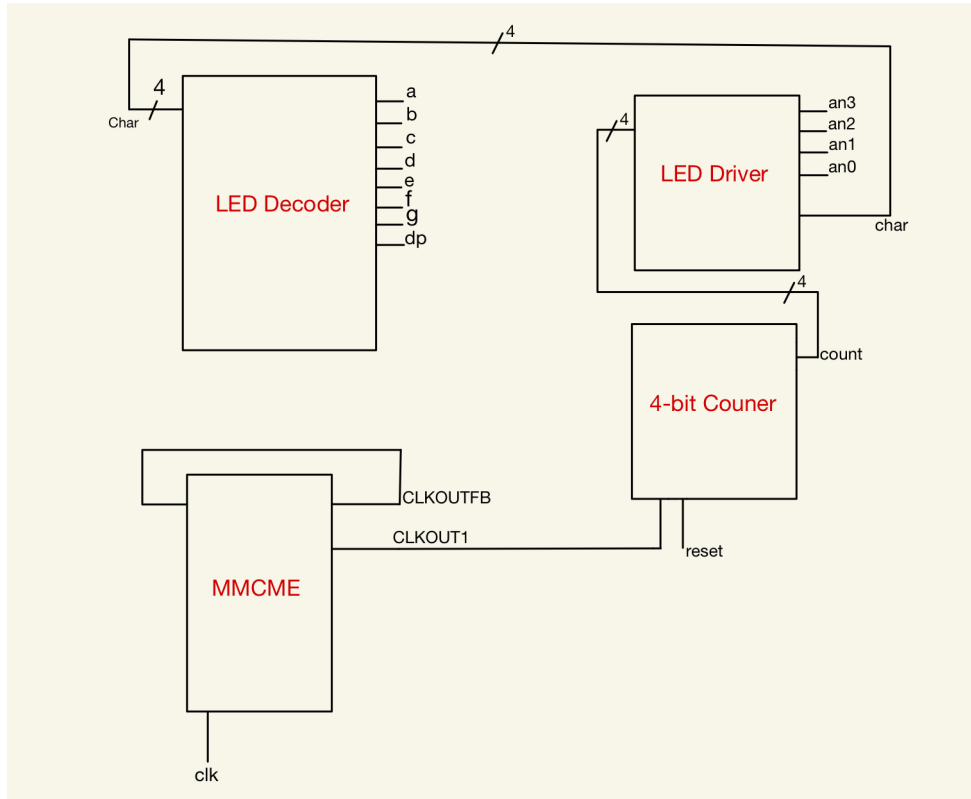 4
4
Char
a
b
c
d
e
f
g
dp
LED Decoder
4
an3
an2
an1
an0
LED Driver
char
4
count
4-bit Couner
CLKOUTFB
CLKOUT1
reset
MMCME
clk